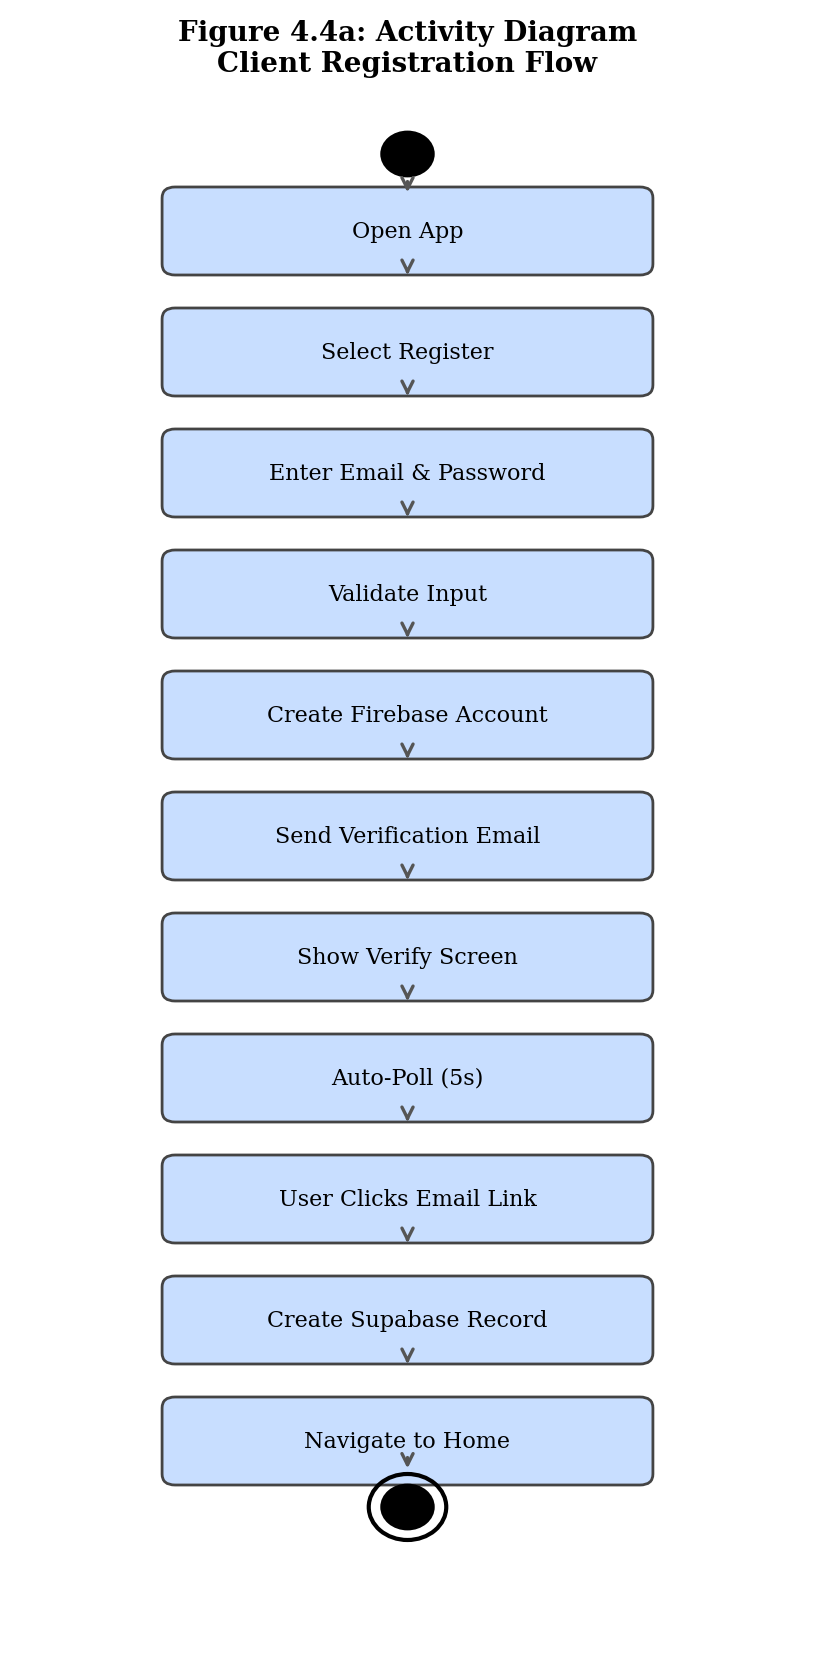 Figure 4.4a: Activity Diagram
Client Registration Flow
Open App
Select Register
Enter Email & Password
Validate Input
Create Firebase Account
Send Verification Email
Show Verify Screen
Auto-Poll (5s)
User Clicks Email Link
Create Supabase Record
Navigate to Home